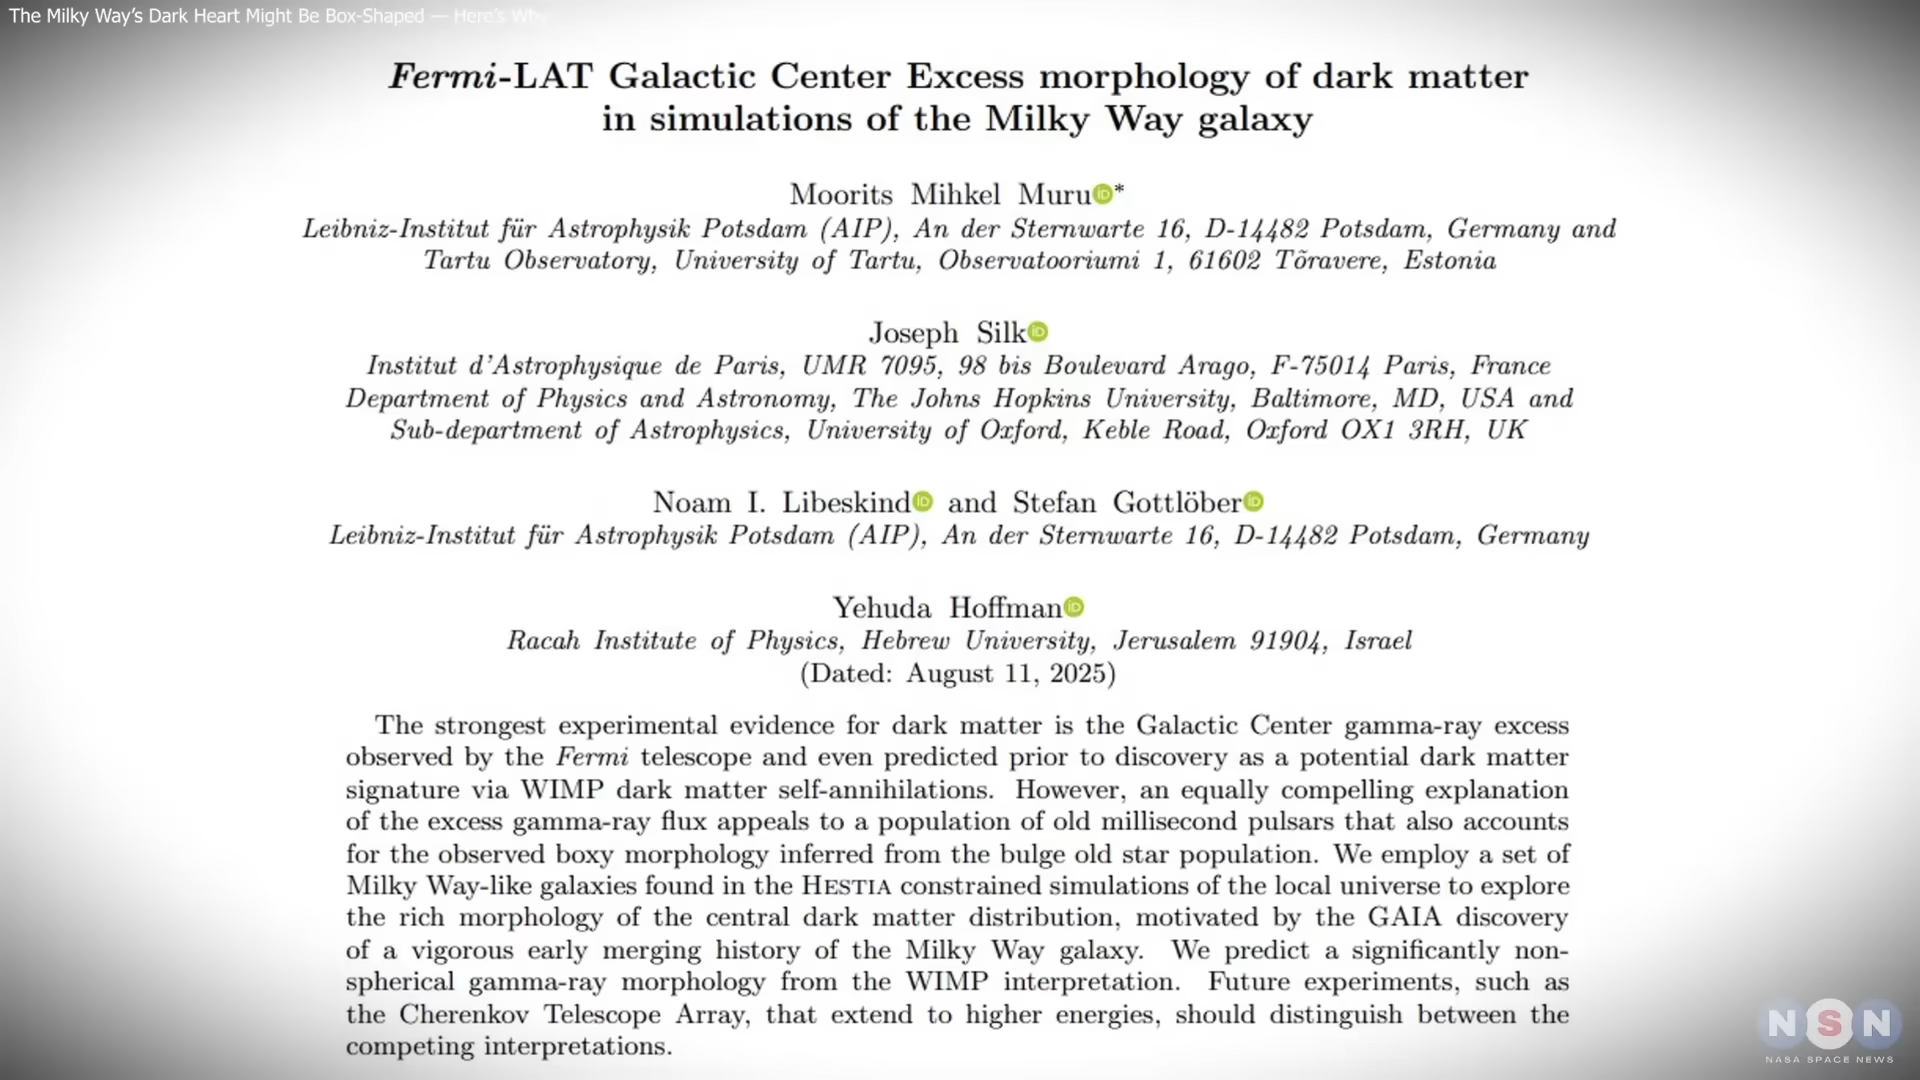 The Milky Way's Dark Heart Might Be Box-Shaped — Here's Why
Fermi-LAT Galactic Center Excess morphology of dark matter
in simulations of the Milky Way galaxy
Moorits Mihkel Muru iD *
Leibniz-Institut für Astrophysik Potsdam (AIP), An der Sternwarte 16, D-14482 Potsdam, Germany and
Tartu Observatory, University of Tartu, Observatooriumi 1, 61602 Tõravere, Estonia
Joseph Silk iD
Institut d'Astrophysique de Paris, UMR 7095, 98 bis Boulevard Arago, F-75014 Paris, France
Department of Physics and Astronomy, The Johns Hopkins University, Baltimore, MD, USA and
Sub-department of Astrophysics, University of Oxford, Keble Road, Oxford OX1 3RH, UK
Noam I. Libeskind iD and Stefan Gottlöber iD
Leibniz-Institut für Astrophysik Potsdam (AIP), An der Sternwarte 16, D-14482 Potsdam, Germany
Yehuda Hoffman iD
Racah Institute of Physics, Hebrew University, Jerusalem 91904, Israel
(Dated: August 11, 2025)
The strongest experimental evidence for dark matter is the Galactic Center gamma-ray excess
observed by the Fermi telescope and even predicted prior to discovery as a potential dark matter
signature via WIMP dark matter self-annihilations. However, an equally compelling explanation
of the excess gamma-ray flux appeals to a population of old millisecond pulsars that also accounts
for the observed boxy morphology inferred from the bulge old star population. We employ a set of
Milky Way-like galaxies found in the HESTIA constrained simulations of the local universe to explore
the rich morphology of the central dark matter distribution, motivated by the GAIA discovery
of a vigorous early merging history of the Milky Way galaxy. We predict a significantly non-
spherical gamma-ray morphology from the WIMP interpretation. Future experiments, such as
the Cherenkov Telescope Array, that extend to higher energies, should distinguish between the
competing interpretations.
NSN
NASA SPACE NEWS